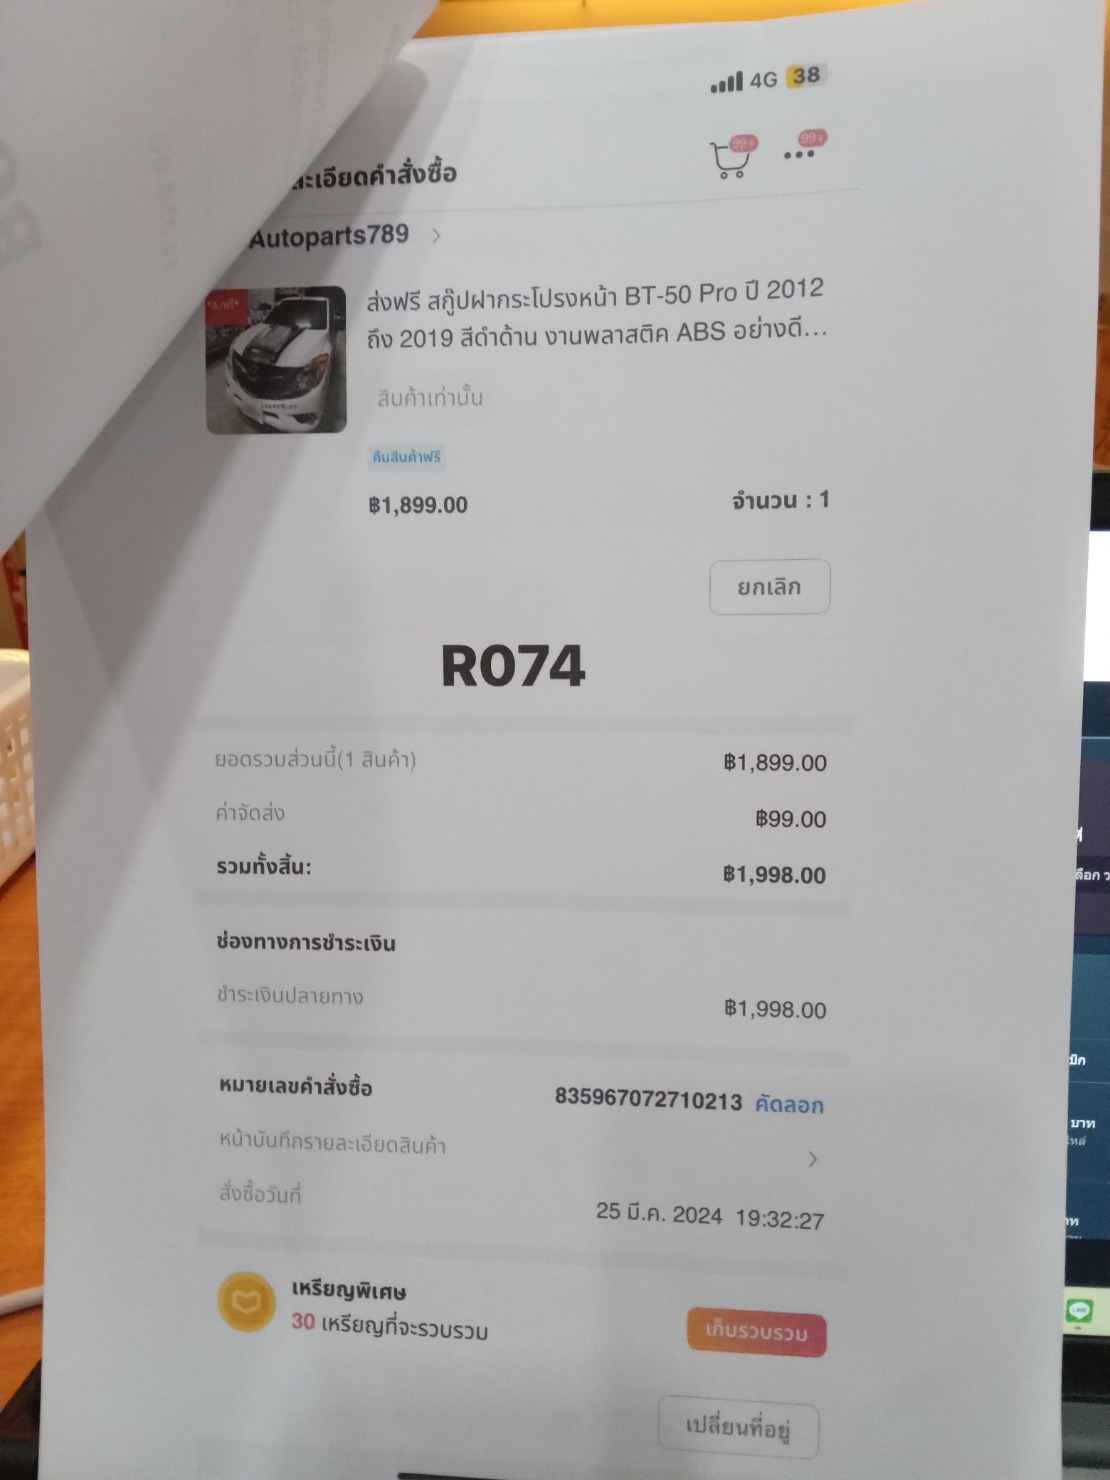 4G 38
99+ 99+
ละเอียดคำสั่งซื้อ
Autoparts789 >
*ส่งฟรี*
ส่งฟรี สกู๊ปฝากระโปรงหน้า BT-50 Pro ปี 2012
ถึง 2019 สีดำด้าน งานพลาสติค ABS อย่างดี...
สินค้าเท่านั้น
คืนสินค้าฟรี
฿1,899.00 จำนวน : 1
ยกเลิก
R074
ยอดรวมส่วนนี้(1 สินค้า) ฿1,899.00
ค่าจัดส่ง ฿99.00
รวมทั้งสิ้น: ฿1,998.00
ช่องทางการชำระเงิน
ชำระเงินปลายทาง ฿1,998.00
หมายเลขคำสั่งซื้อ 835967072710213 คัดลอก
หน้าบันทึกรายละเอียดสินค้า >
สั่งซื้อวันที่ 25 มี.ค. 2024 19:32:27
เหรียญพิเศษ
30 เหรียญที่จะรวบรวม เก็บรวบรวม
เปลี่ยนที่อยู่
บาท
LINE